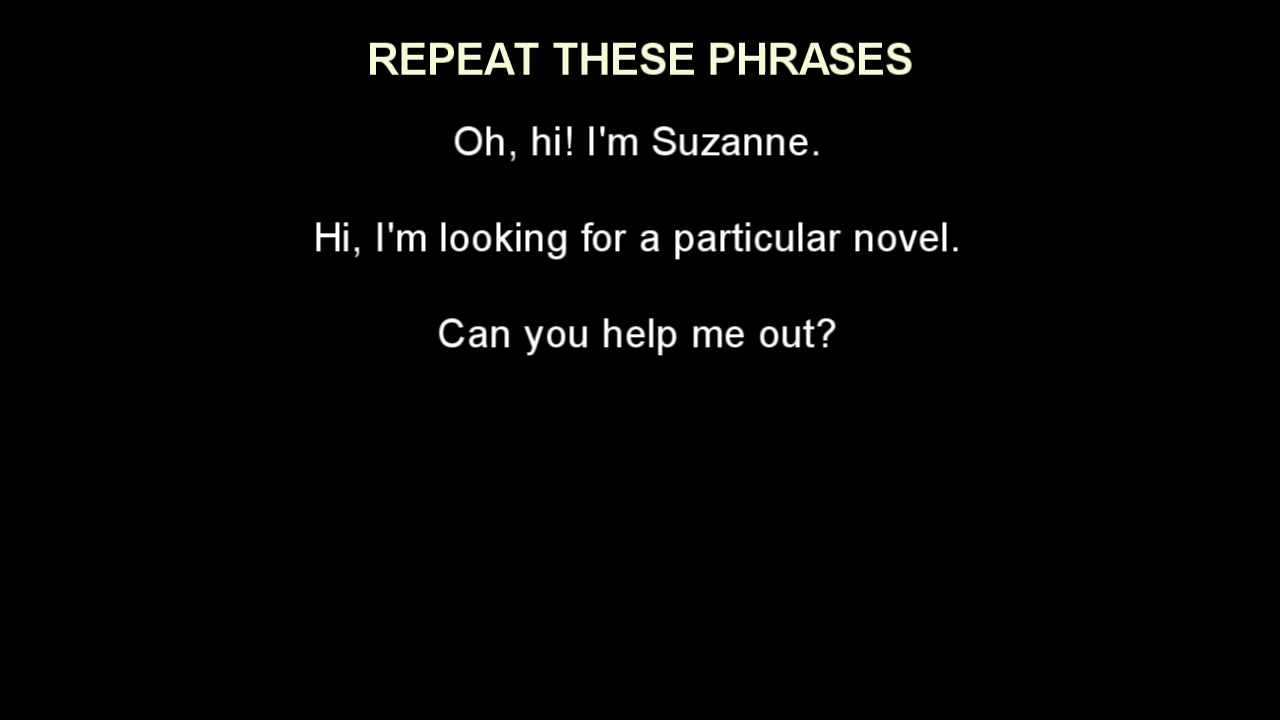 REPEAT THESE PHRASES
Oh, hi! I'm Suzanne.
Hi, I'm looking for a particular novel.
Can you help me out?